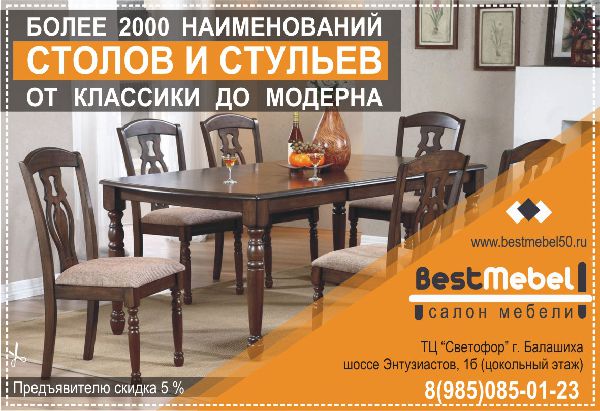 БОЛЕЕ 2000 НАИМЕНОВАНИЙ
СТОЛОВ И СТУЛЬЕВ
ОТ КЛАССИКИ ДО МОДЕРНА
www.bestmebel50.ru
BestMebel
салон мебели
ТЦ “Светофор” г. Балашиха
шоссе Энтузиастов, 1б (цокольный этаж)
Предъявителю скидка 5 %
8(985)085-01-23